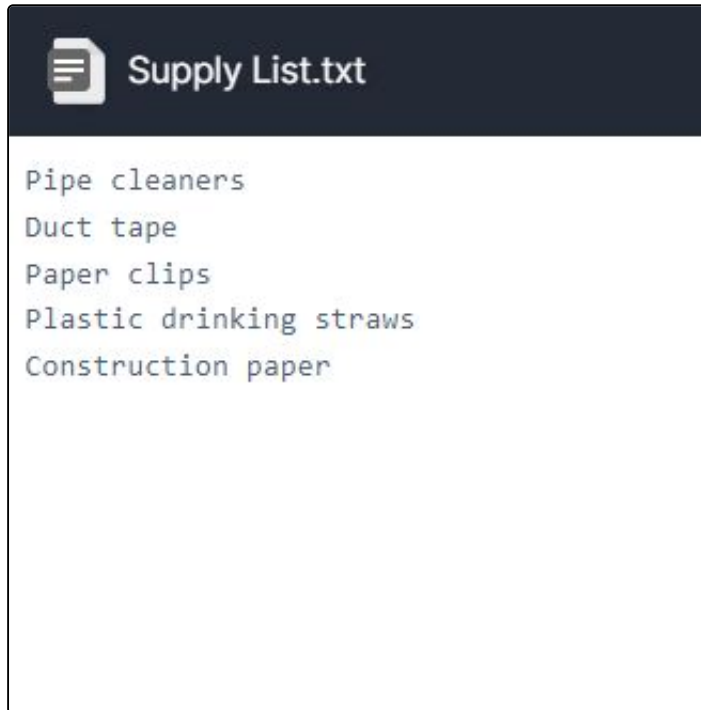 Supply List.txt
Pipe cleaners
Duct tape
Paper clips
Plastic drinking straws
Construction paper